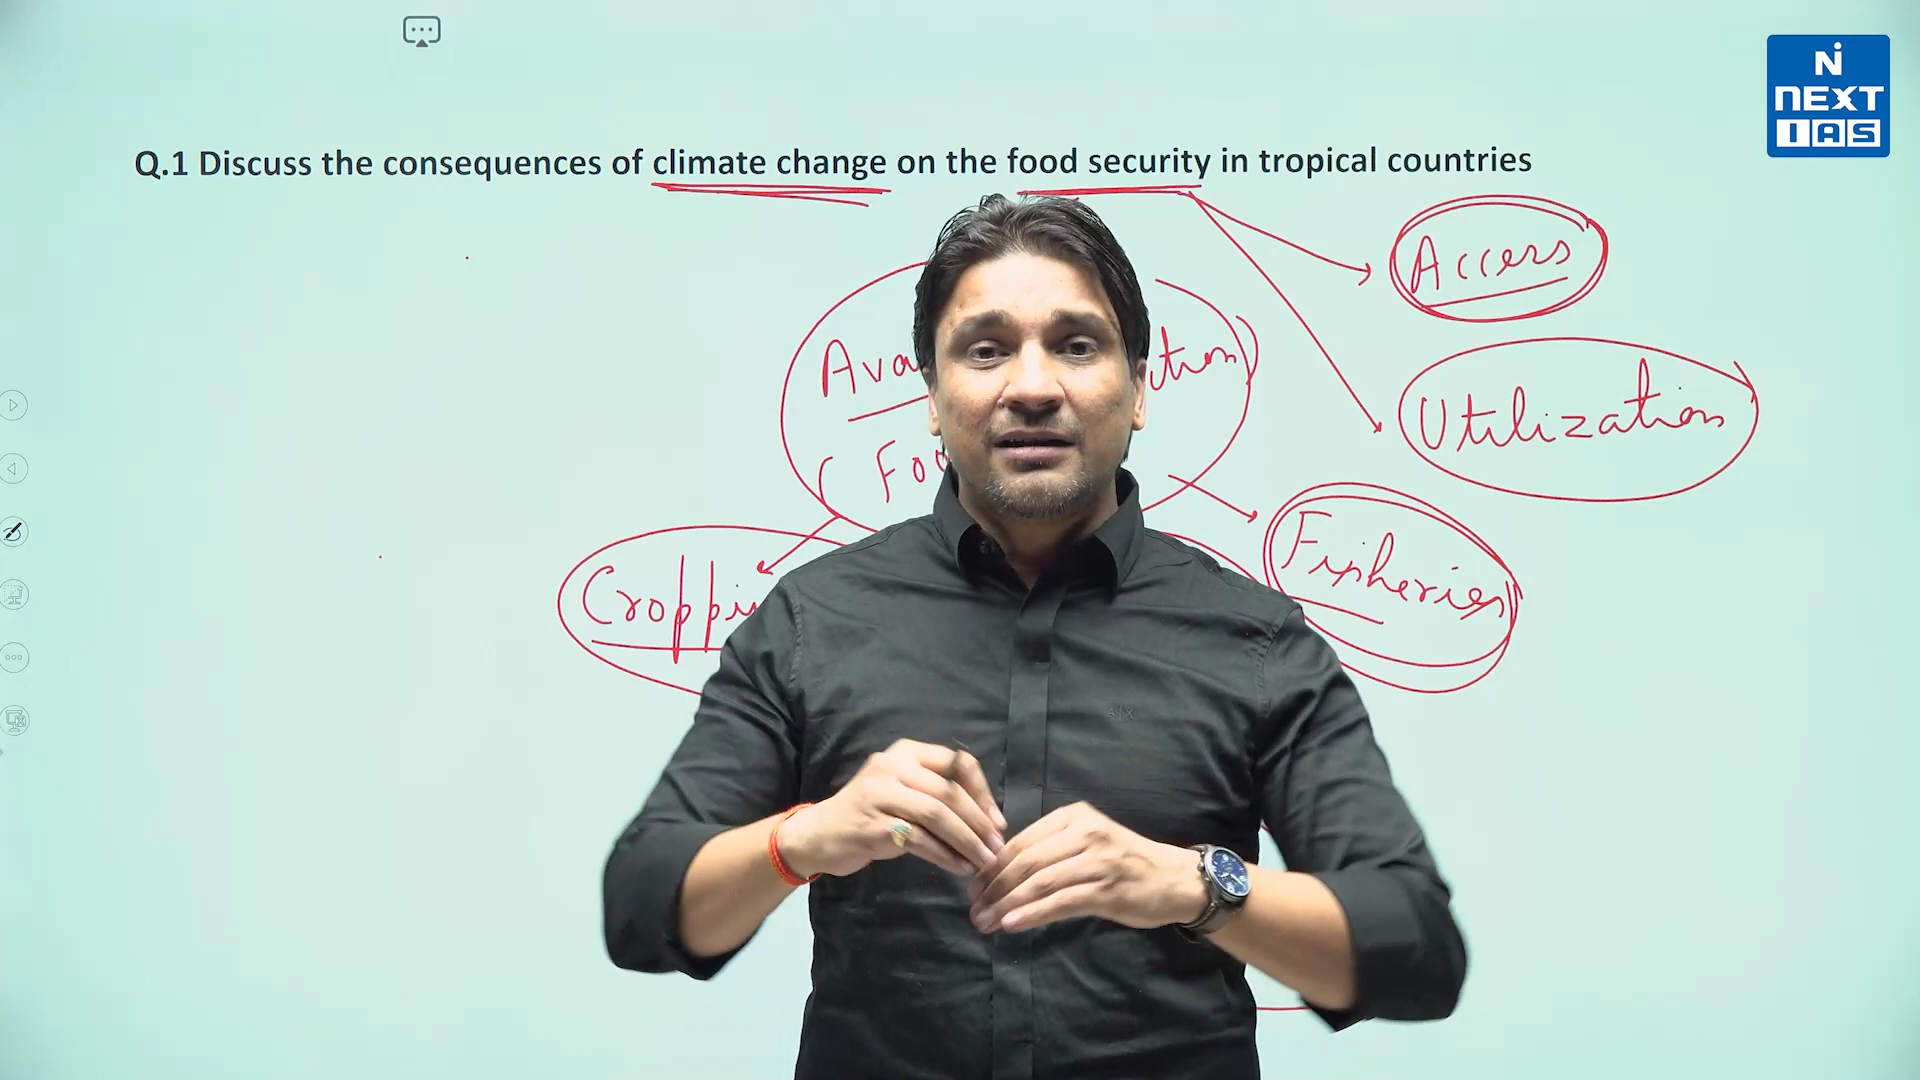 NEXT
IAS
Q.1 Discuss the consequences of climate change on the food security in tropical countries
Access
Utilization
Fisheries